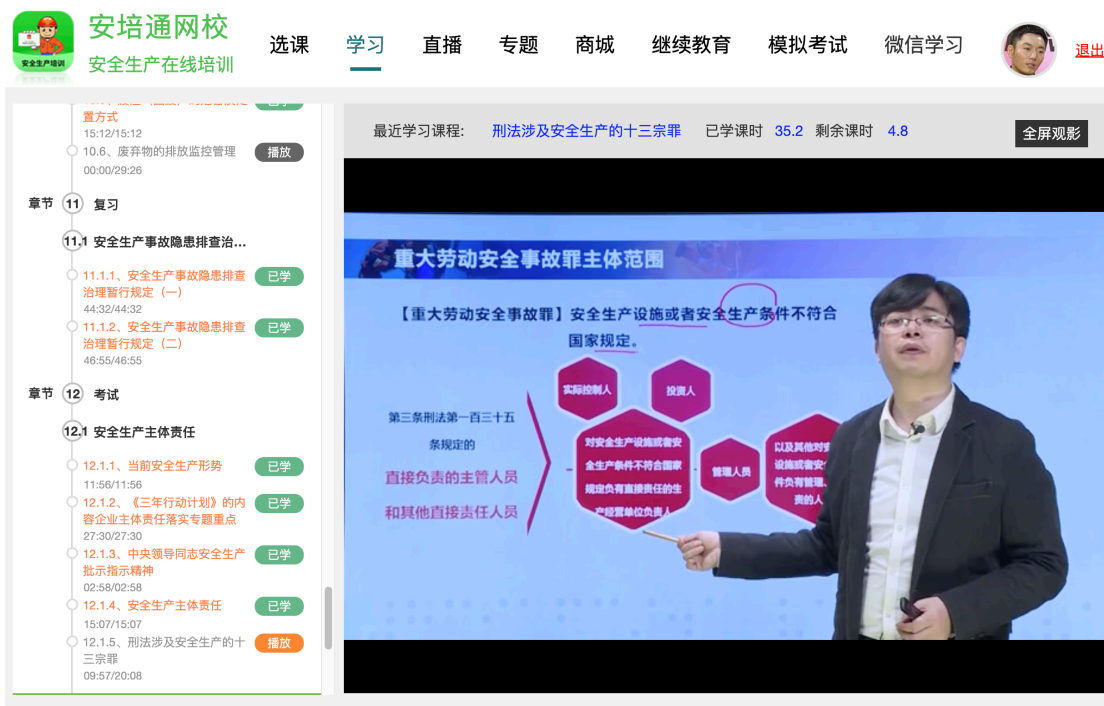 安培通网校
安全生产在线培训
安全生产培训
选课
学习
直播
专题
商城
继续教育
模拟考试
微信学习
退出
置方式
已学
15:12/15:12
10.6、废弃物的排放监控管理
播放
00:00/29:26
章节 11 复习
11.1 安全生产事故隐患排查治...
11.1.1、安全生产事故隐患排查
治理暂行规定（一）
已学
44:32/44:32
11.1.2、安全生产事故隐患排查
治理暂行规定（二）
已学
46:55/46:55
章节 12 考试
12.1 安全生产主体责任
12.1.1、当前安全生产形势
已学
11:56/11:56
12.1.2、《三年行动计划》的内
容企业主体责任落实专题重点
已学
27:30/27:30
12.1.3、中央领导同志安全生产
批示指示精神
已学
02:58/02:58
12.1.4、安全生产主体责任
已学
15:07/15:07
12.1.5、刑法涉及安全生产的十
三宗罪
播放
09:57/20:08
最近学习课程: 刑法涉及安全生产的十三宗罪 已学课时 35.2 剩余课时 4.8
全屏观影
重大劳动安全事故罪主体范围
【重大劳动安全事故罪】安全生产设施或者安全生产条件不符合
国家规定。
第三条刑法第一百三十五
条规定的
直接负责的主管人员
和其他直接责任人员
实际控制人
投资人
对安全生产设施或者安
全生产条件不符合国家
规定负有直接责任的生
产经营单位负责人
管理人员
以及其他对安
设施或者安全
件负有管理、
责的人